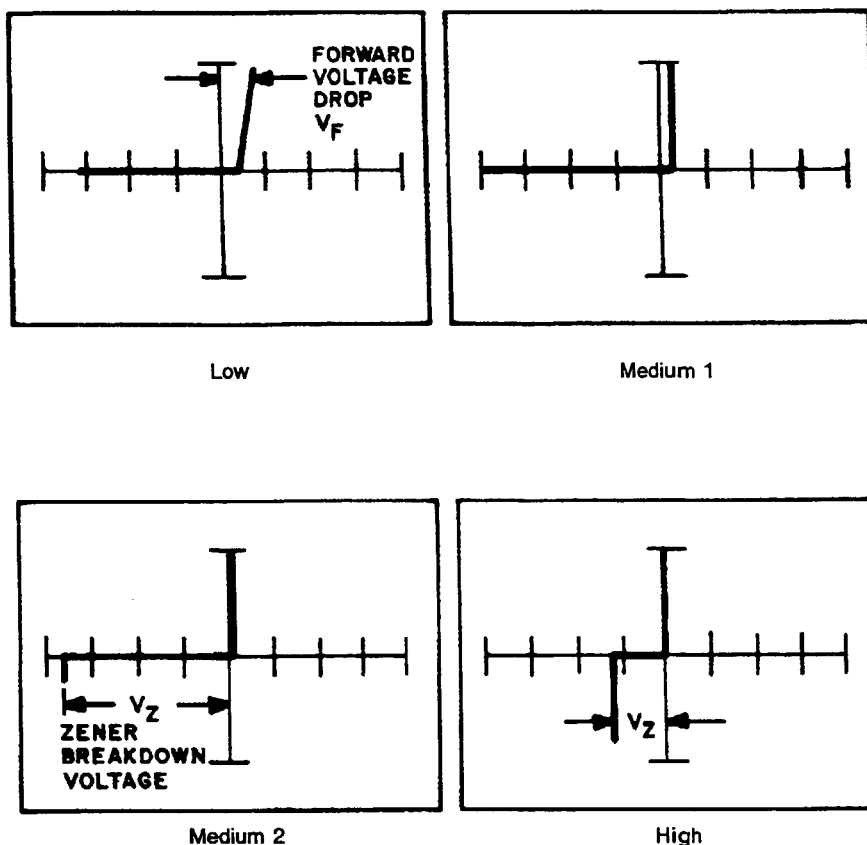 FORWARD
VOLTAGE
DROP
VF
Low
Medium 1
VZ
ZENER
BREAKDOWN
VOLTAGE
Medium 2
VZ
High